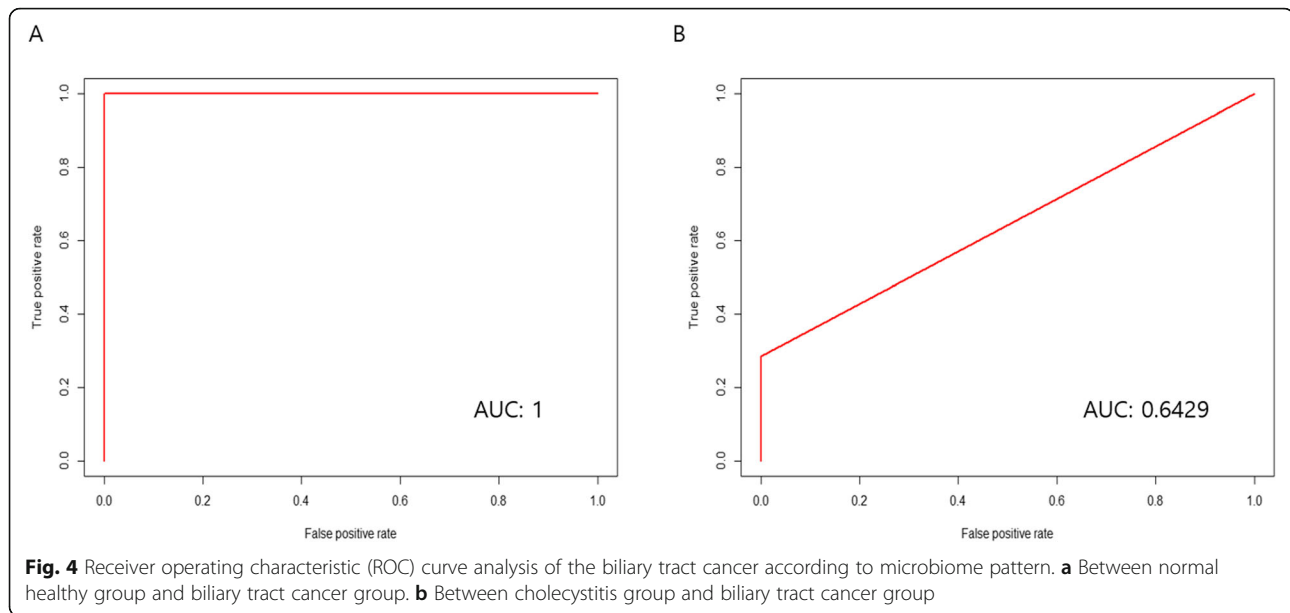 A
B
1.0
0.8
0.6
0.4
0.2
0.0
True positive rate
0.0 0.2 0.4 0.6 0.8 1.0
False positive rate
AUC: 1
1.0
0.8
0.6
0.4
0.2
0.0
True positive rate
0.0 0.2 0.4 0.6 0.8 1.0
False positive rate
AUC: 0.6429
Fig. 4 Receiver operating characteristic (ROC) curve analysis of the biliary tract cancer according to microbiome pattern. a Between normal
healthy group and biliary tract cancer group. b Between cholecystitis group and biliary tract cancer group